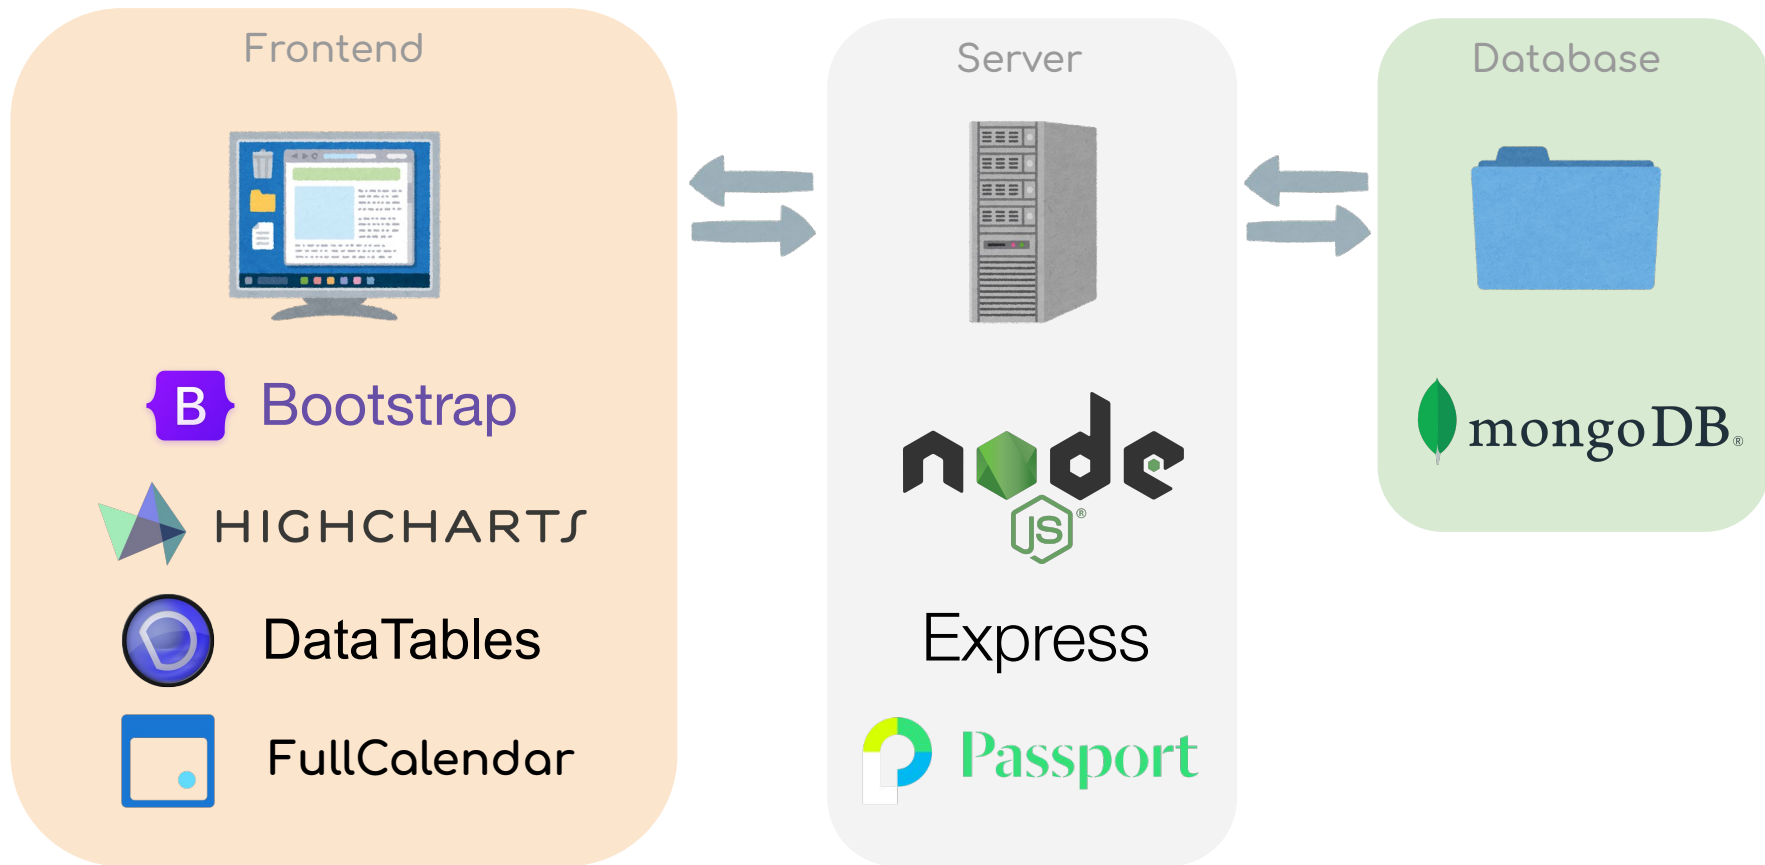 Frontend
Server
Database
B Bootstrap
HIGHCHARTS
DataTables
FullCalendar
node
JS®
Express
Passport
mongoDB®